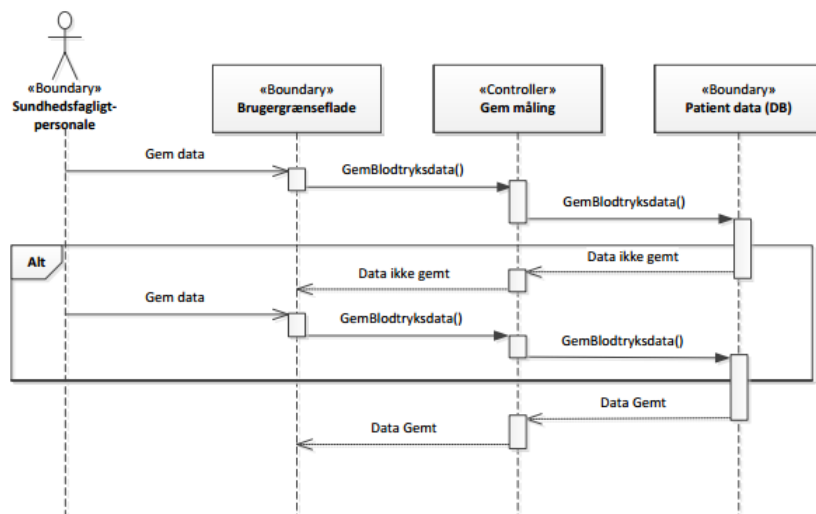 «Boundary»
Sundhedsfagligt-
personale
«Boundary»
Brugergrænseflade
«Controller»
Gem måling
«Boundary»
Patient data (DB)
Gem data
GemBlodtryksdata()
GemBlodtryksdata()
Alt
Data ikke gemt
Data ikke gemt
Gem data
GemBlodtryksdata()
GemBlodtryksdata()
Data Gemt
Data Gemt